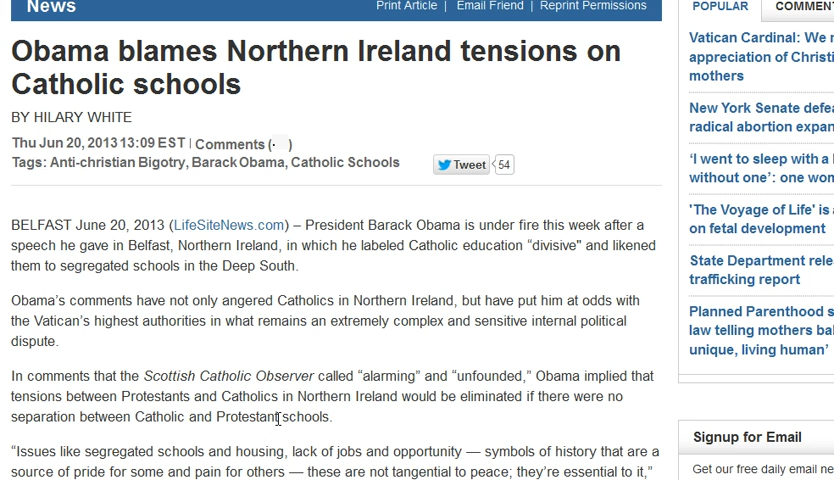 News
Print Article | Email Friend | Reprint Permissions
Obama blames Northern Ireland tensions on
Catholic schools
BY HILARY WHITE
Thu Jun 20, 2013 13:09 EST | Comments (· )
Tags: Anti-christian Bigotry, Barack Obama, Catholic Schools
Tweet 54
BELFAST June 20, 2013 (LifeSiteNews.com) – President Barack Obama is under fire this week after a
speech he gave in Belfast, Northern Ireland, in which he labeled Catholic education “divisive" and likened
them to segregated schools in the Deep South.
Obama’s comments have not only angered Catholics in Northern Ireland, but have put him at odds with
the Vatican’s highest authorities in what remains an extremely complex and sensitive internal political
dispute.
In comments that the Scottish Catholic Observer called “alarming” and “unfounded,” Obama implied that
tensions between Protestants and Catholics in Northern Ireland would be eliminated if there were no
separation between Catholic and Protestant schools.
“Issues like segregated schools and housing, lack of jobs and opportunity — symbols of history that are a
source of pride for some and pain for others — these are not tangential to peace; they’re essential to it,”
POPULAR
COMMENT
Vatican Cardinal: We
appreciation of Christi
mothers
New York Senate defea
radical abortion expan
‘I went to sleep with a
without one’: one wom
'The Voyage of Life' is a
on fetal development
State Department rele
trafficking report
Planned Parenthood s
law telling mothers ba
unique, living human’
Signup for Email
Get our free daily email ne